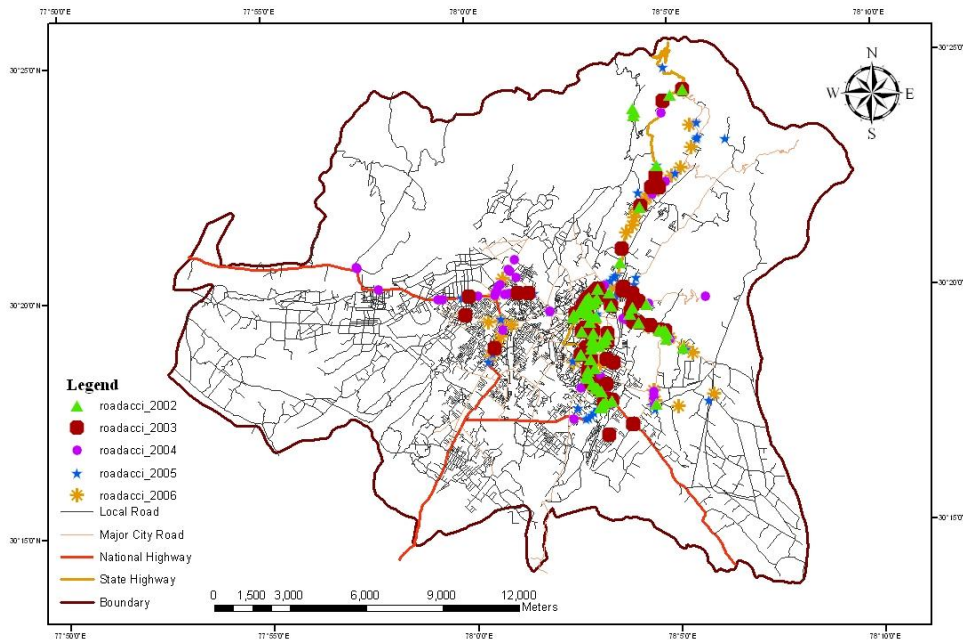 77°50'0"E 77°55'0"E 78°0'0"E 78°5'0"E 78°10'0"E
30°25'0"N 30°25'0"N
N
W E
S
30°20'0"N 30°20'0"N
Legend
roadacci_2002
roadacci_2003
roadacci_2004
roadacci_2005
roadacci_2006
Local Road
Major City Road
National Highway
State Highway
Boundary
30°15'0"N 30°15'0"N
0 1,500 3,000 6,000 9,000 12,000
Meters
77°50'0"E 77°55'0"E 78°0'0"E 78°5'0"E 78°10'0"E